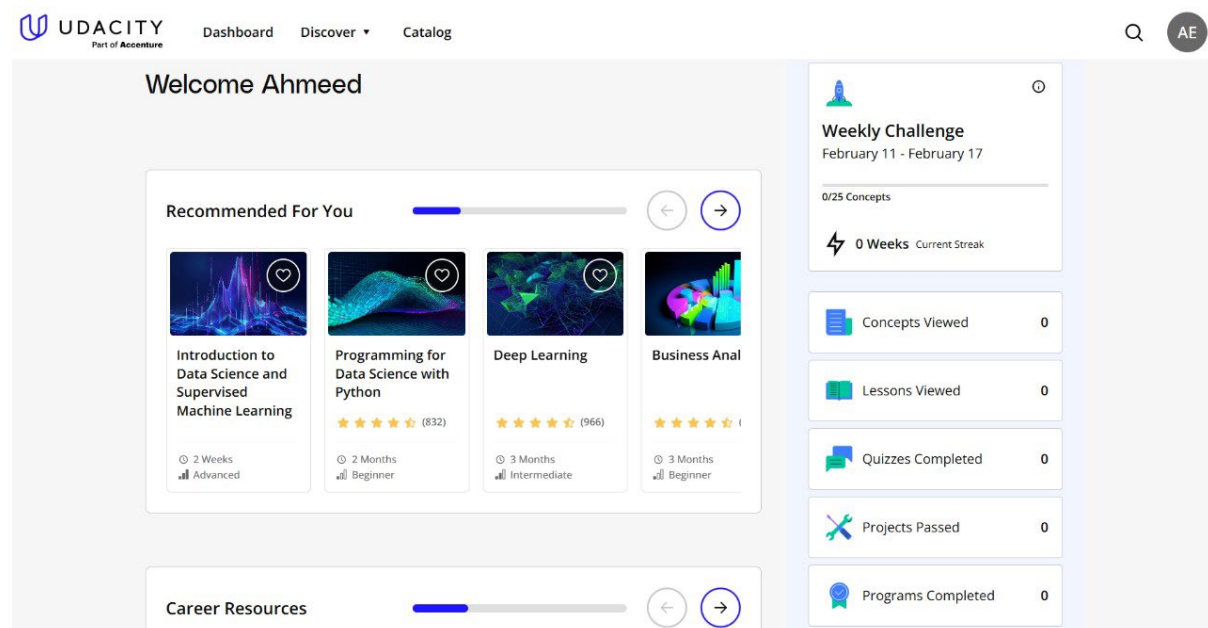 UDACITY
Part of Accenture
Dashboard
Discover ▾
Catalog
AE
Welcome Ahmeed
Recommended For You
Introduction to
Data Science and
Supervised
Machine Learning
2 Weeks
Advanced
Programming for
Data Science with
Python
(832)
2 Months
Beginner
Deep Learning
(966)
3 Months
Intermediate
Business Anal
(
3 Months
Beginner
Career Resources
Weekly Challenge
February 11 - February 17
0/25 Concepts
0 Weeks Current Streak
Concepts Viewed 0
Lessons Viewed 0
Quizzes Completed 0
Projects Passed 0
Programs Completed 0